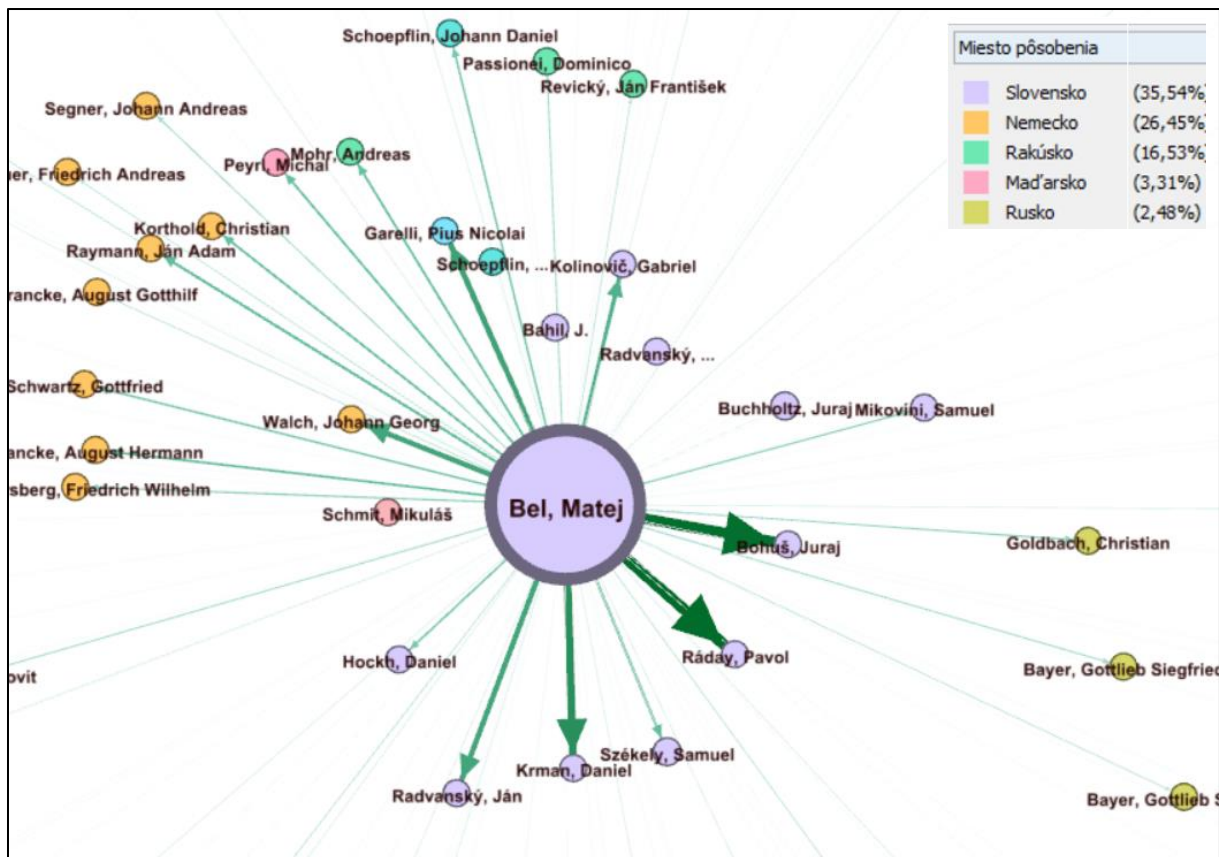 Schoepflin, Johann Daniel
Passionei, Dominico
Revický, Ján František
Miesto pôsobenia
Slovensko (35,54%)
Nemecko (26,45%)
Rakúsko (16,53%)
Maďarsko (3,31%)
Rusko (2,48%)
Segner, Johann Andreas
Mohr, Andreas
Peyrl, Michal
uer, Friedrich Andreas
Korthold, Christian
Raymann, Ján Adam
Garelli, Pius Nicolai
Schoepflin, ...
Kolinovič, Gabriel
rancke, August Gotthilf
Bahil, J.
Radvanský, ...
Schwartz, Gottfried
Walch, Johann Georg
Buchholtz, Juraj
Mikovíni, Samuel
ancke, August Hermann
sberg, Friedrich Wilhelm
Schmit, Mikuláš
Bel, Matej
Bohuš, Juraj
Goldbach, Christian
Hockh, Daniel
Ráday, Pavol
ovit
Bayer, Gottlieb Siegfried
Székely, Samuel
Krman, Daniel
Radvanský, Ján
Bayer, Gottlieb S